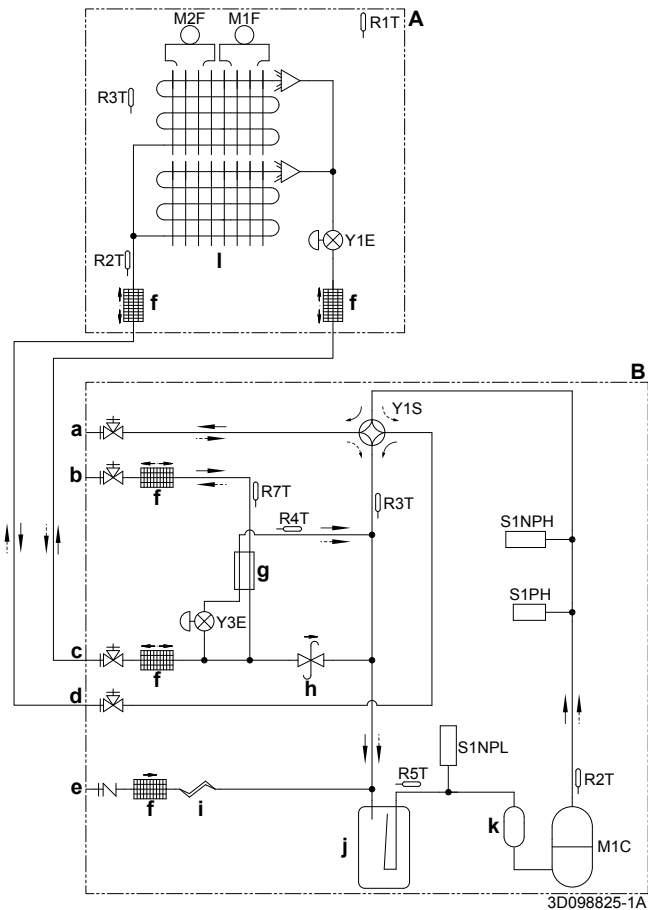 M2F M1F
R1T
A
R3T
R2T
Y1E
f
l
f
B
a
Y1S
b
f
R7T
R3T
R4T
S1NPH
g
Y3E
S1PH
c
f
h
d
S1NPL
e
f
i
R5T
R2T
j
k
M1C
3D098825-1A